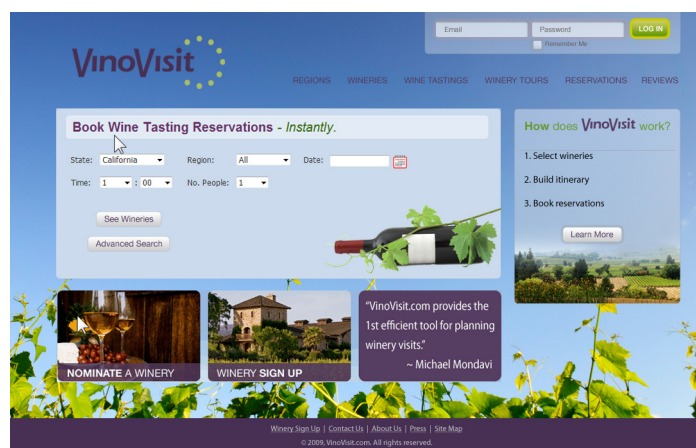 Email
Password
LOG IN
Remember Me
VinoVisit
REGIONS WINERIES WINE TASTINGS WINERY TOURS RESERVATIONS REVIEWS
Book Wine Tasting Reservations - Instantly.
State: California Region: All Date:
Time: 1 : 00 No. People: 1
See Wineries
Advanced Search
How does VinoVisit work?
1. Select wineries
2. Build itinerary
3. Book reservations
Learn More
NOMINATE A WINERY
WINERY SIGN UP
“VinoVisit.com provides the
1st efficient tool for planning
winery visits.”
~ Michael Mondavi
Winery Sign Up | Contact Us | About Us | Press | Site Map
© 2009, VinoVisit.com. All rights reserved.